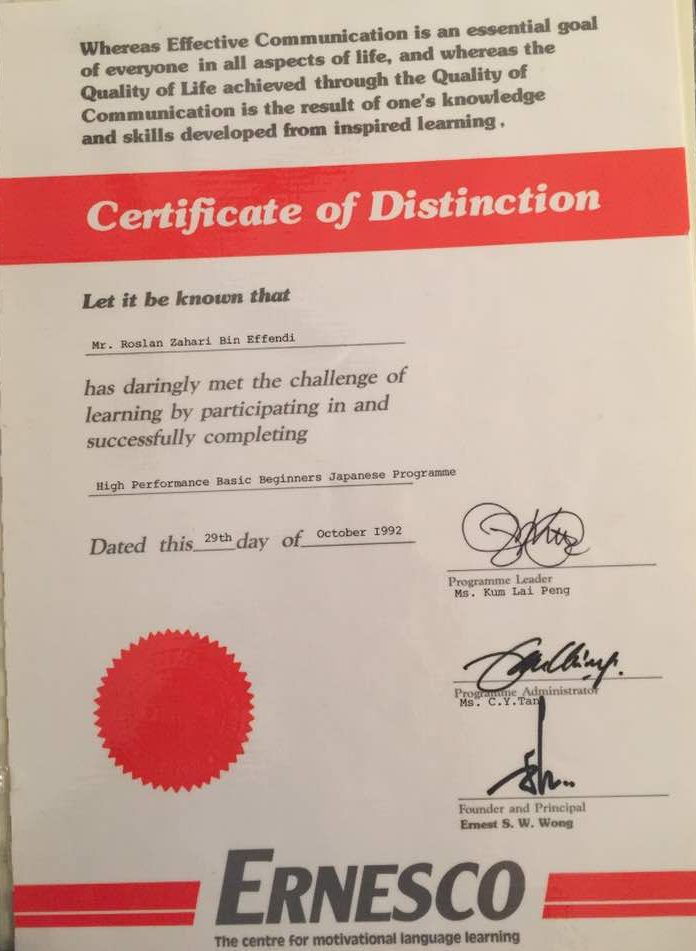 Whereas Effective Communication is an essential goal
of everyone in all aspects of life, and whereas the
Quality of Life achieved through the Quality of
Communication is the result of one's knowledge
and skills developed from inspired learning.
Certificate of Distinction
Let it be known that
Mr. Roslan Zahari Bin Effendi
has daringly met the challenge of
learning by participating in and
successfully completing
High Performance Basic Beginners Japanese Programme
Dated this 29th day of October 1992
Programme Leader
Ms. Kum Lai Peng
Programme Administrator
Ms. C.Y.Tan
Founder and Principal
Ernest S. W. Wong
ERNESCO
The centre for motivational language learning